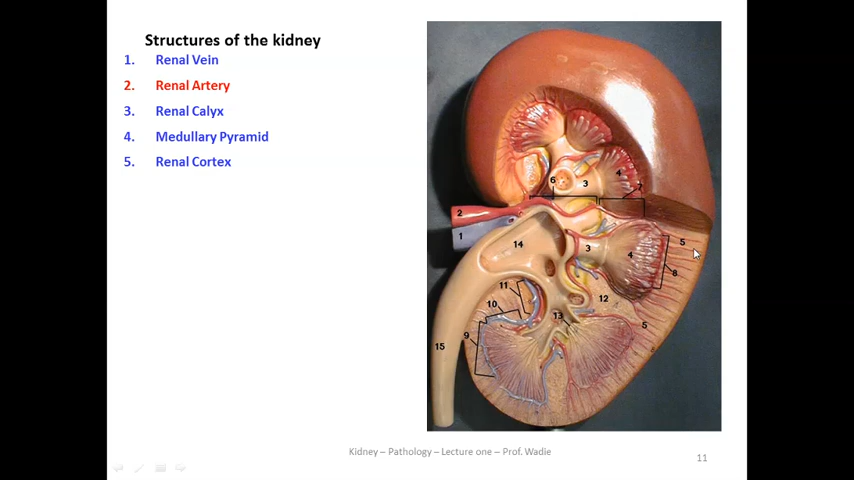 Structures of the kidney
1. Renal Vein
2. Renal Artery
3. Renal Calyx
4. Medullary Pyramid
5. Renal Cortex
4
6
3
7
2
5
1
14
3
4
8
11
12
10
13
5
9
15
Kidney – Pathology – Lecture one – Prof. Wadie
11